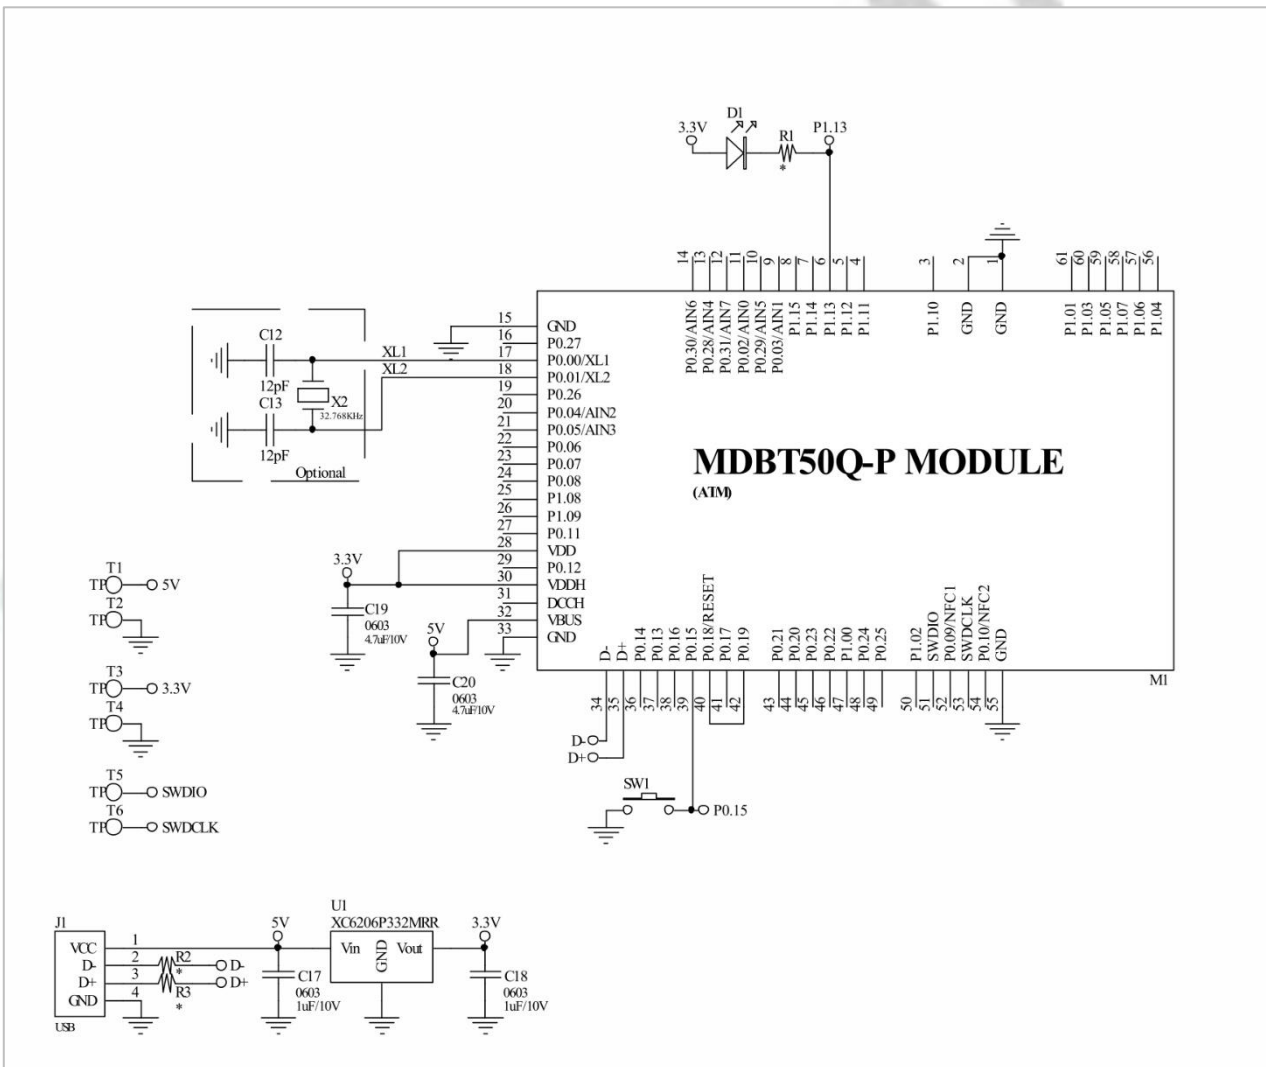 D1
3.3V
R1
*
P1.13
14
13
12
11
10
9
8
7
6
5
4
3
2
1
61
60
59
58
57
56
P0.30/AIN6
P0.28/AIN4
P0.31/AIN7
P0.02/AIN0
P0.29/AIN5
P0.03/AIN1
P1.15
P1.14
P1.13
P1.12
P1.11
P1.10
GND
GND
P1.01
P1.03
P1.05
P1.07
P1.06
P1.04
C12
12pF
C13
12pF
X2
32.768KHz
Optional
XL1
XL2
15 GND
16 P0.27
17 P0.00/XL1
18 P0.01/XL2
19 P0.26
20 P0.04/AIN2
21 P0.05/AIN3
22 P0.06
23 P0.07
24 P0.08
25 P1.08
26 P1.09
27 P0.11
28 VDD
29 P0.12
30 VDDH
31 DCCH
32 VBUS
33 GND
MDBT50Q-P MODULE
(ATM)
M1
3.3V
C19
0603
4.7uF/10V
5V
C20
0603
4.7uF/10V
T1
TP 5V
T2
TP
T3
TP 3.3V
T4
TP
T5
TP SWDIO
T6
TP SWDCLK
D-
D+
P0.14
P0.13
P0.16
P0.15
P0.18/RESET
P0.17
P0.19
P0.21
P0.20
P0.23
P0.22
P1.00
P0.24
P0.25
P1.02
SWDIO
P0.09/NFC1
SWDCLK
P0.10/NFC2
GND
34
35
36
37
38
39
40
41
42
43
44
45
46
47
48
49
50
51
52
53
54
55
D-
D+
SW1
P0.15
J1
VCC 1
D- 2
D+ 3
GND 4
USB
R2
*
D-
R3
*
D+
5V
C17
0603
1uF/10V
U1
XC6206P332MRR
Vin
GND
Vout
3.3V
C18
0603
1uF/10V